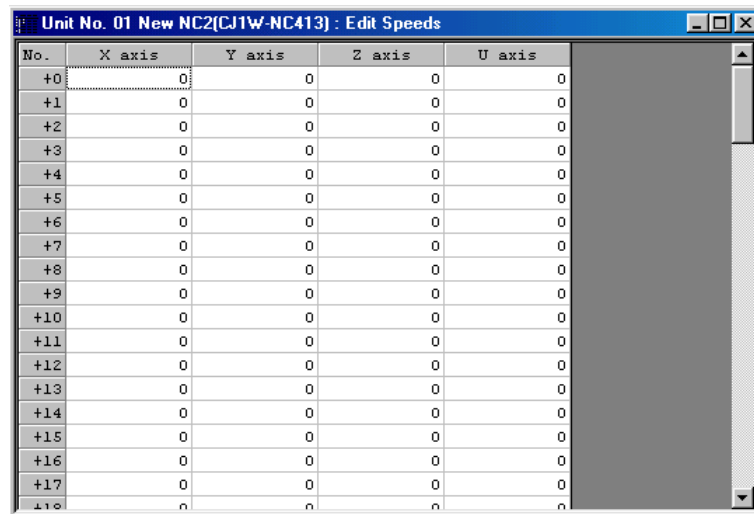 Unit No. 01 New NC2(CJ1W-NC413) : Edit Speeds
No. X axis Y axis Z axis U axis
+0 0 0 0 0
+1 0 0 0 0
+2 0 0 0 0
+3 0 0 0 0
+4 0 0 0 0
+5 0 0 0 0
+6 0 0 0 0
+7 0 0 0 0
+8 0 0 0 0
+9 0 0 0 0
+10 0 0 0 0
+11 0 0 0 0
+12 0 0 0 0
+13 0 0 0 0
+14 0 0 0 0
+15 0 0 0 0
+16 0 0 0 0
+17 0 0 0 0
+18 0 0 0 0